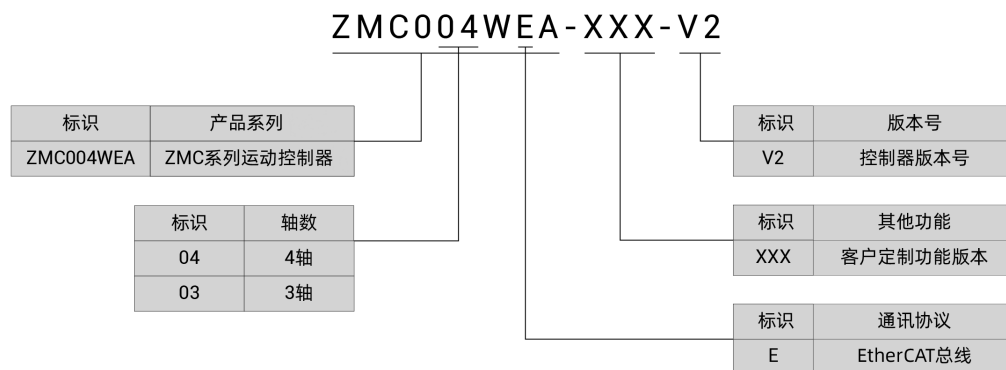 ZMC004WEA-XXX-V2
标识 产品系列
ZMC004WEA ZMC系列运动控制器
标识 轴数
04 4轴
03 3轴
标识 版本号
V2 控制器版本号
标识 其他功能
XXX 客户定制功能版本
标识 通讯协议
E EtherCAT总线